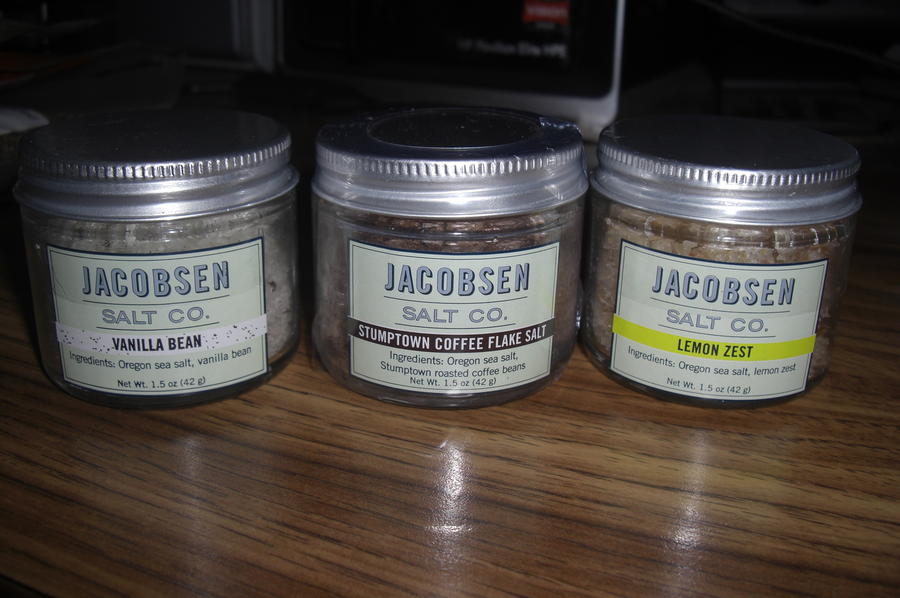 JACOBSEN
SALT CO.
VANILLA BEAN
Ingredients: Oregon sea salt, vanilla bean
Net Wt. 1.5 oz (42 g)
JACOBSEN
SALT CO.
STUMPTOWN COFFEE FLAKE SALT
Ingredients: Oregon sea salt,
Stumptown roasted coffee beans
Net Wt. 1.5 oz (42 g)
JACOBSEN
SALT CO.
LEMON ZEST
Ingredients: Oregon sea salt, lemon zest
Net Wt. 1.5 oz (42 g)